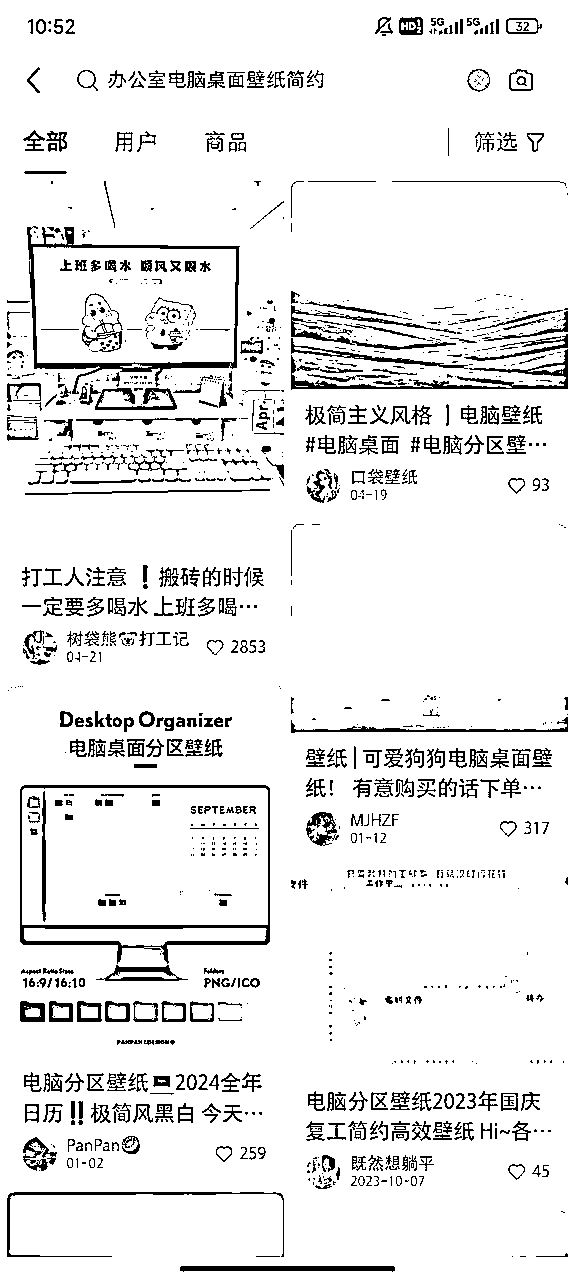 10:52
HD
5G
5G
32
办公室电脑桌面壁纸简约
全部
用户
商品
筛选
上班多喝水 顺风又顺水
Apr
打工人注意❗搬砖的时候
一定要多喝水 上班多喝…
树袋熊🐨打工记
04-21
2853
极简主义风格 ｜电脑壁纸
#电脑桌面 #电脑分区壁…
口袋壁纸
04-19
93
壁纸|可爱狗狗电脑桌面壁
纸！ 有意购买的话下单…
MJHZF
01-12
317
Desktop Organizer
电脑桌面分区壁纸
SEPTEMBER
Aspect Ratio Sizes
16:9/16:10
Folders
PNG/ICO
电脑分区壁纸💻2024全年
日历‼️极简风黑白 今天…
PanPan
01-02
259
文件
临时文件
电脑分区壁纸2023年国庆
复工简约高效壁纸 Hi~各…
既然想躺平
2023-10-07
45